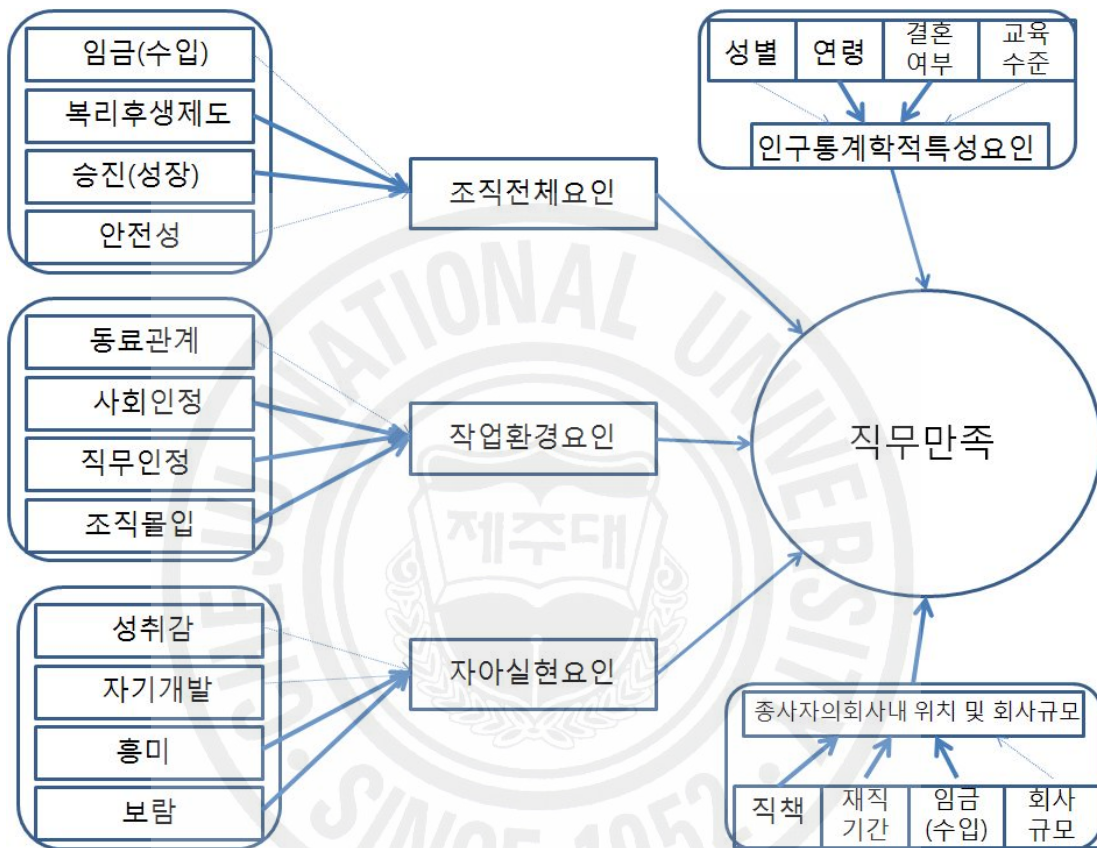 임금(수입)
복리후생제도
승진(성장)
안전성
조직전체요인
동료관계
사회인정
직무인정
조직몰입
작업환경요인
성취감
자기개발
흥미
보람
자아실현요인
성별 연령 결혼 교육
여부 수준
인구통계학적특성요인
직무만족
종사자의회사내 위치 및 회사규모
직책 재직 임금 회사
기간 (수입) 규모
JEJU NATIONAL UNIVERSITY
제주대
SINCE 1952